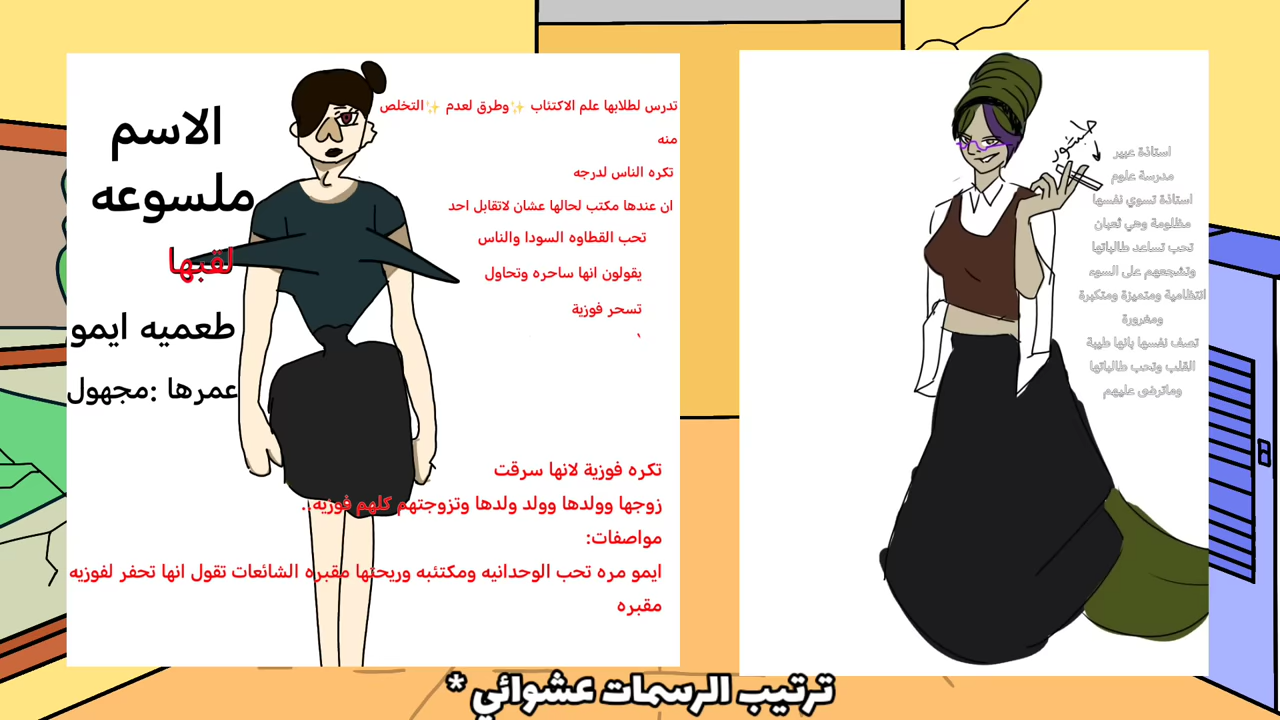 الاسم
ملسوعه
لقبها
طعميه ايمو
عمرها :مجهول
تدرس لطلابها علم الاكتئاب ✨وطرق لعدم ✨التخلص
منه
تكره الناس لدرجه
ان عندها مكتب لحالها عشان لاتقابل احد
تحب القطاوه السودا والناس
يقولون انها ساحره وتحاول
تسحر فوزية
تكره فوزية لانها سرقت
زوجها وولدها وولد ولدها وتزوجتهم كلهم فوزيه..
مواصفات:
ايمو مره تحب الوحدانيه ومكتئبه وريحتها مقبره الشائعات تقول انها تحفر لفوزيه
مقبره
طبشور
استاذة عبير
مدرسة علوم
استاذة تسوي نفسها
مظلومة وهي ثعبان
تحب تساعد طالباتها
وتشجعهم على السوء
انتظامية ومتميزة ومتكبرة
ومغرورة
تصف نفسها بانها طيبة
القلب وتحب طالباتها
وماترضى عليهم
ترتيب الرسمات عشوائي *